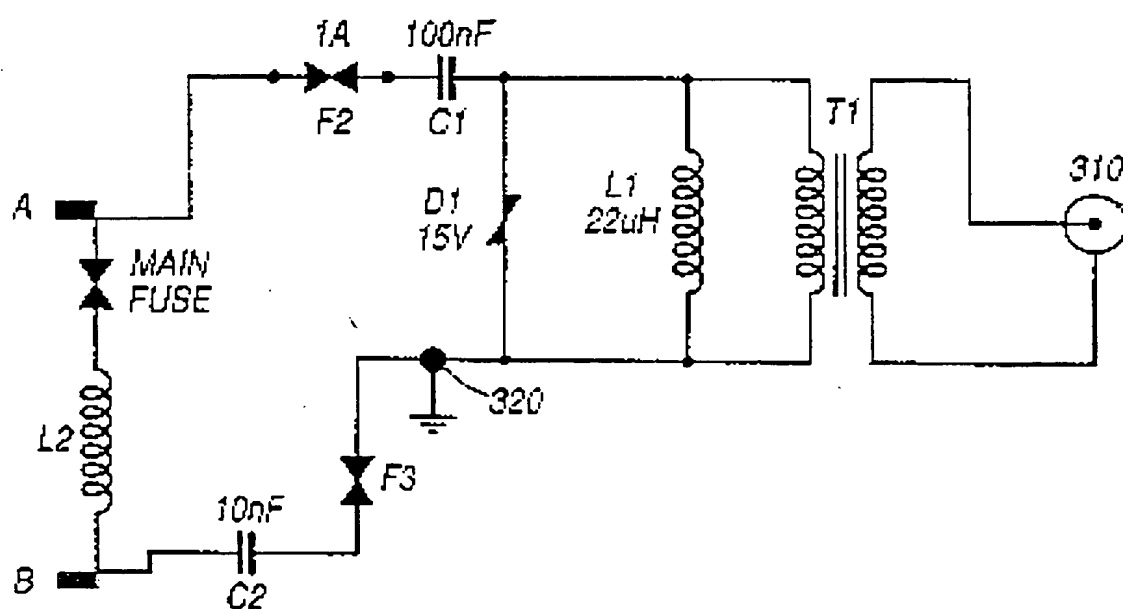 1A
100nF
F2
C1
T1
310
A
D1
15V
L1
22uH
MAIN
FUSE
320
L2
F3
10nF
B
C2